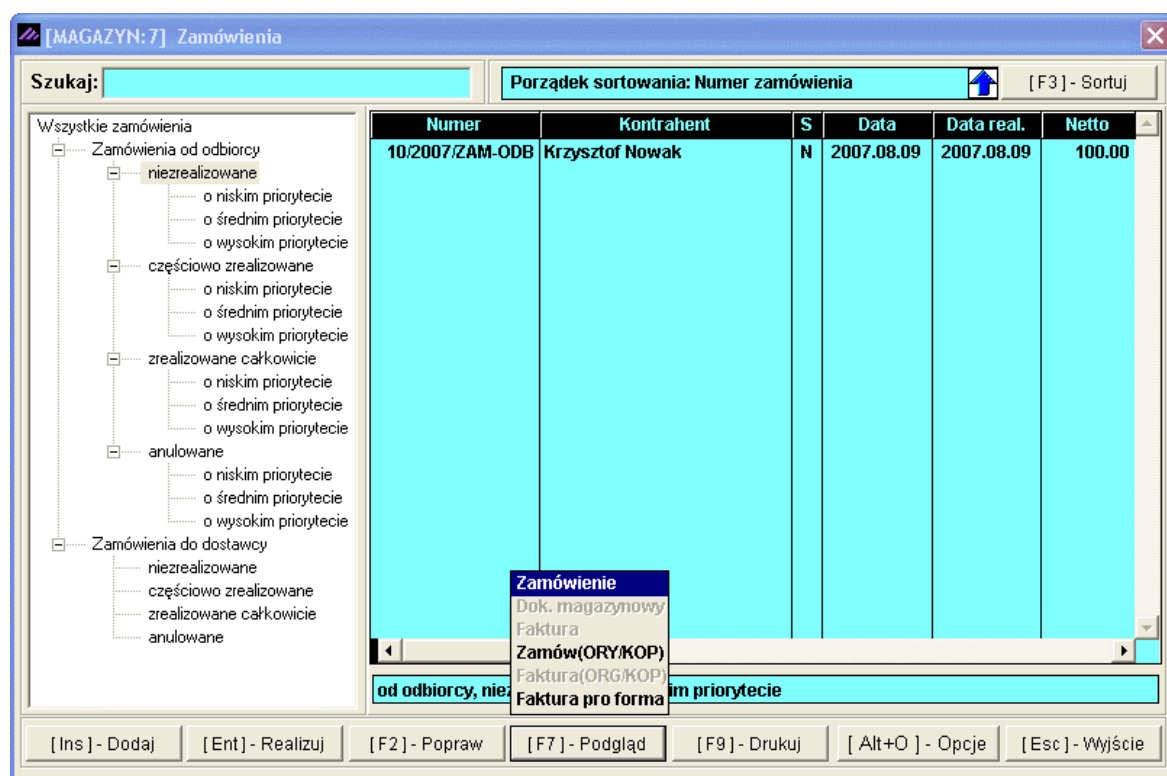 [MAGAZYN: 7] Zamówienia
Szukaj:
Porządek sortowania: Numer zamówienia
[ F3 ] - Sortuj
Wszystkie zamówienia
Zamówienia od odbiorcy
niezrealizowane
o niskim priorytecie
o średnim priorytecie
o wysokim priorytecie
częściowo zrealizowane
o niskim priorytecie
o średnim priorytecie
o wysokim priorytecie
zrealizowane całkowicie
o niskim priorytecie
o średnim priorytecie
o wysokim priorytecie
anulowane
o niskim priorytecie
o średnim priorytecie
o wysokim priorytecie
Zamówienia do dostawcy
niezrealizowane
częściowo zrealizowane
zrealizowane całkowicie
anulowane
Numer Kontrahent S Data Data real. Netto
10/2007/ZAM-ODB Krzysztof Nowak N 2007.08.09 2007.08.09 100.00
Zamówienie
Dok. magazynowy
Faktura
Zamów(ORY/KOP)
Faktura(ORG/KOP)
Faktura pro forma
od odbiorcy, priorytecie
[ Ins ] - Dodaj [ Ent ] - Realizuj [ F2 ] - Popraw [ F7 ] - Podgląd [ F9 ] - Drukuj [ Alt+O ] - Opcje [ Esc ] - Wyjście